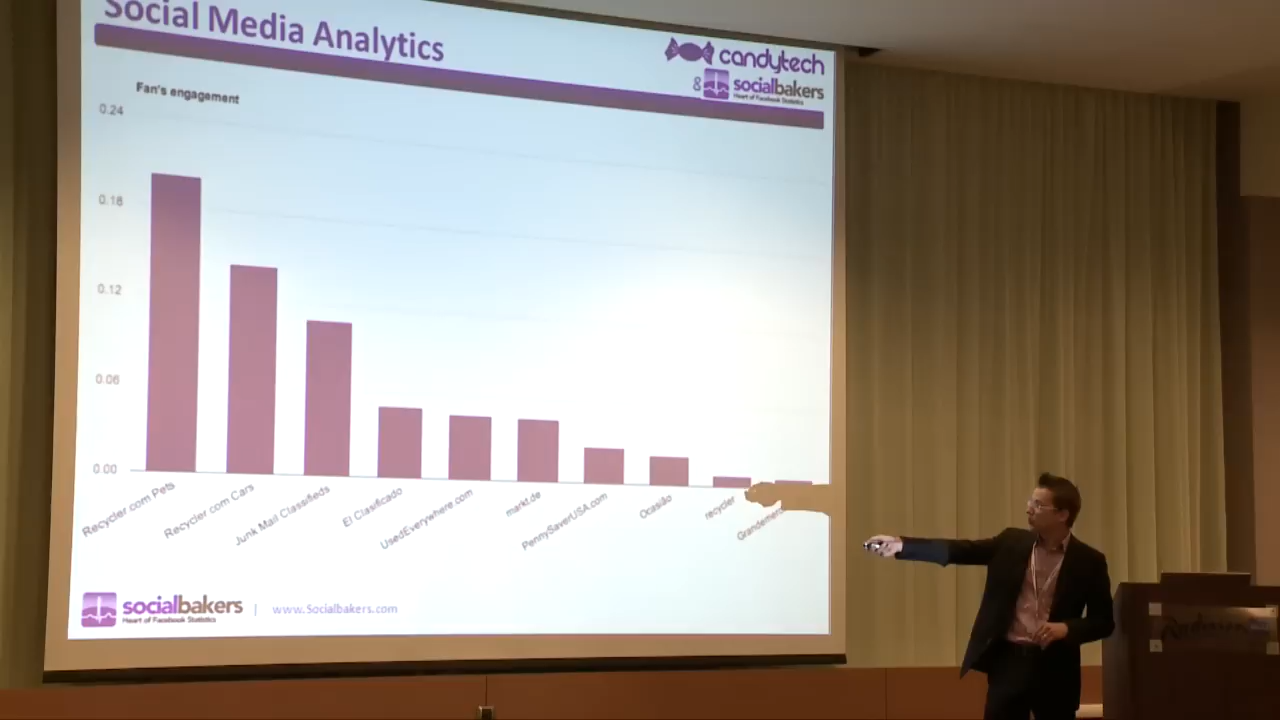 Social Media Analytics
candytech
& socialbakers
Heart of Facebook Statistics
Fan's engagement
0.24
0.18
0.12
0.06
0.00
Recycler.com Pets
Recycler.com Cars
Junk Mail Classifieds
El Clasificado
UsedEverywhere.com
markt.de
PennySaverUSA.com
Ocasião
recycler
socialbakers | www.Socialbakers.com
Heart of Facebook Statistics